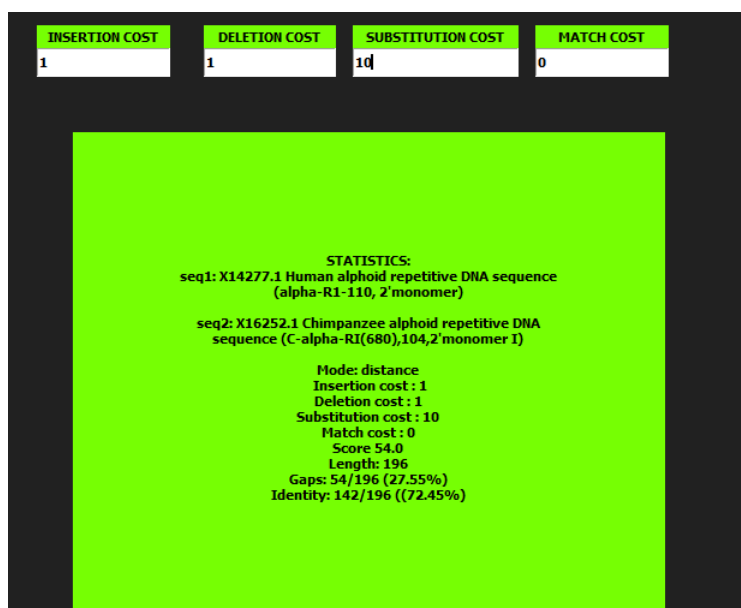 INSERTION COST DELETION COST SUBSTITUTION COST MATCH COST
1 1 10 0
STATISTICS:
seq1: X14277.1 Human alphoid repetitive DNA sequence
(alpha-R1-110, 2'monomer)
seq2: X16252.1 Chimpanzee alphoid repetitive DNA
sequence (C-alpha-RI(680),104,2'monomer I)
Mode: distance
Insertion cost : 1
Deletion cost : 1
Substitution cost : 10
Match cost : 0
Score 54.0
Length: 196
Gaps: 54/196 (27.55%)
Identity: 142/196 ((72.45%)